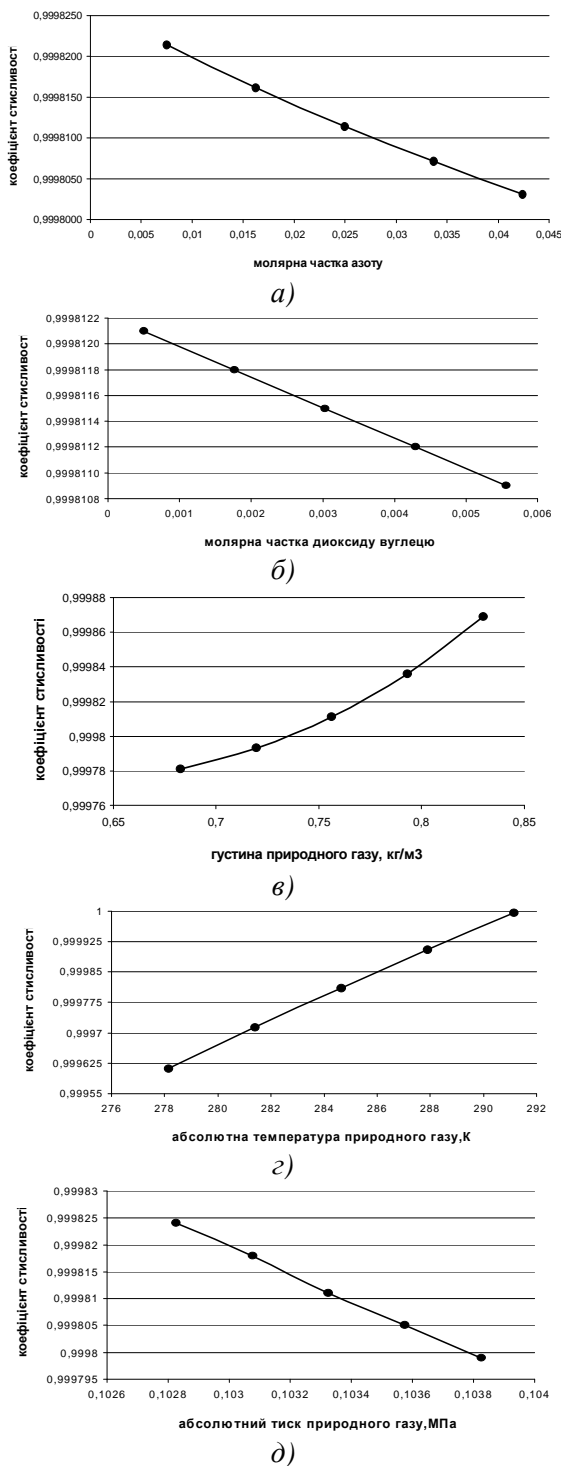 0,9998250
0,9998200
0,9998150
0,9998100
0,9998050
0,9998000
коефіцієнт стисливост
0 0,005 0,01 0,015 0,02 0,025 0,03 0,035 0,04 0,045
молярна частка азоту
а)
0,9998122
0,9998120
0,9998118
0,9998116
0,9998114
0,9998112
0,9998110
0,9998108
коефіцієнт стисливост
0 0,001 0,002 0,003 0,004 0,005 0,006
молярна частка диоксиду вуглецю
б)
0,99988
0,99986
0,99984
0,99982
0,9998
0,99978
0,99976
коефіцієнт стисливості
0,65 0,7 0,75 0,8 0,85
густина природного газу, кг/м3
в)
1
0,999925
0,99985
0,999775
0,9997
0,999625
0,99955
коефіцієнт стисливост
276 278 280 282 284 286 288 290 292
абсолютна температура природного газу,К
г)
0,99983
0,999825
0,99982
0,999815
0,99981
0,999805
0,9998
0,999795
коефіцієнт стисливості
0,1026 0,1028 0,103 0,1032 0,1034 0,1036 0,1038 0,104
абсолютний тиск природного газу,МПа
д)